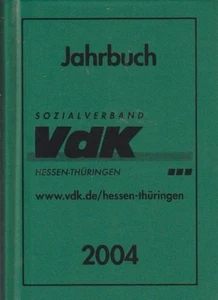 Jahrbuch
SOZIALVERBAND
VdK
HESSEN-THÜRINGEN
www.vdk.de/hessen-thüringen
2004